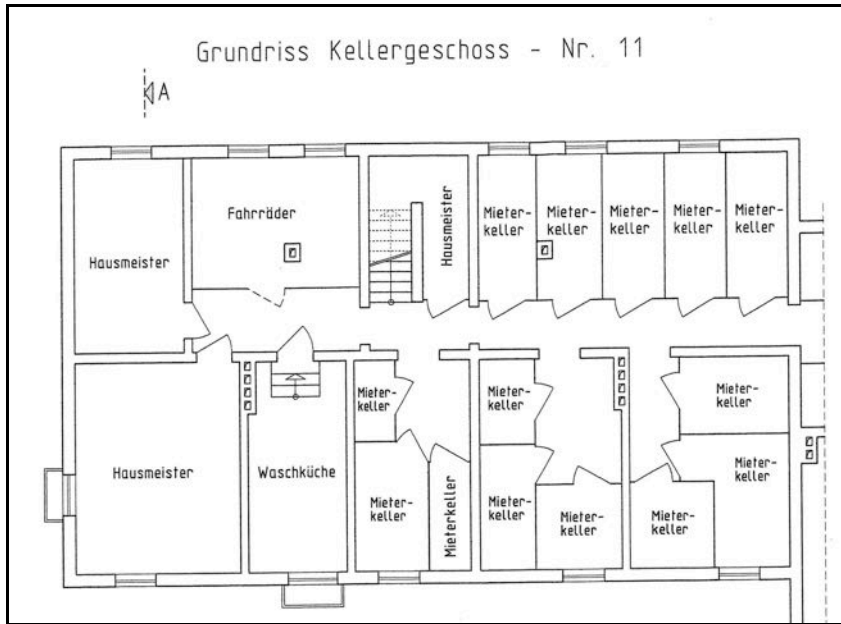 Grundriss Kellergeschoss - Nr. 11
A
Hausmeister
Fahrräder
Hausmeister
Mieter-
keller
Mieter-
keller
Mieter-
keller
Mieter-
keller
Mieter-
keller
Hausmeister
Waschküche
Mieter-
keller
Mieter-
keller
Mieterkeller
Mieter-
keller
Mieter-
keller
Mieter-
keller
Mieter-
keller
Mieter-
keller
Mieter-
keller